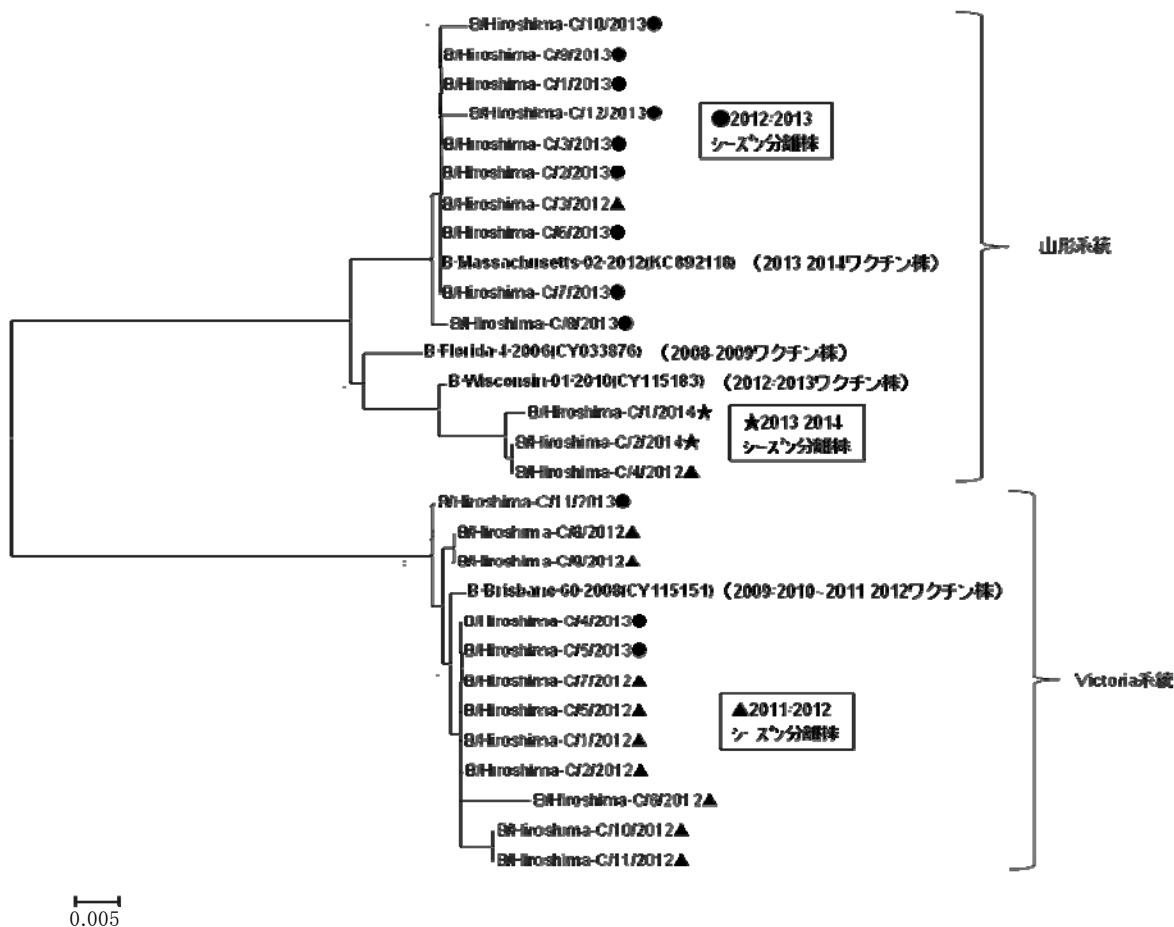 B/Hiroshima-C/10/2013●
B/Hiroshima-C/9/2013●
B/Hiroshima-C/1/2013●
B/Hiroshima-C/12/2013●
●2012-2013
シーズン分離株
B/Hiroshima-C/3/2013●
B/Hiroshima-C/2/2013●
B/Hiroshima-C/3/2012▲
B/Hiroshima-C/6/2013●
山形系統
B-Massachusetts-02-2012(KC892118) (2013 2014ワクチン株)
B/Hiroshima-C/7/2013●
B/Hiroshima-C/8/2013●
B-Florida-4-2006(CY033876) (2008-2009ワクチン株)
B-Wisconsin-01-2010(CY115183) (2012-2013ワクチン株)
B/Hiroshima-C/1/2014★
★2013 2014
シーズン分離株
B/Hiroshima-C/2/2014★
B/Hiroshima-C/4/2012▲
B/Hiroshima-C/11/2013●
B/Hiroshima-C/8/2012▲
B/Hiroshima-C/9/2012▲
B-Brisbane-60-2008(CY115151) (2009-2010~2011 2012ワクチン株)
B/Hiroshima-C/4/2013●
B/Hiroshima-C/5/2013●
B/Hiroshima-C/7/2012▲
Victoria系統
B/Hiroshima-C/5/2012▲
▲2011-2012
シーズン分離株
B/Hiroshima-C/1/2012▲
B/Hiroshima-C/2/2012▲
B/Hiroshima-C/6/2012▲
B/Hiroshima-C/10/2012▲
B/Hiroshima-C/11/2012▲
0.005